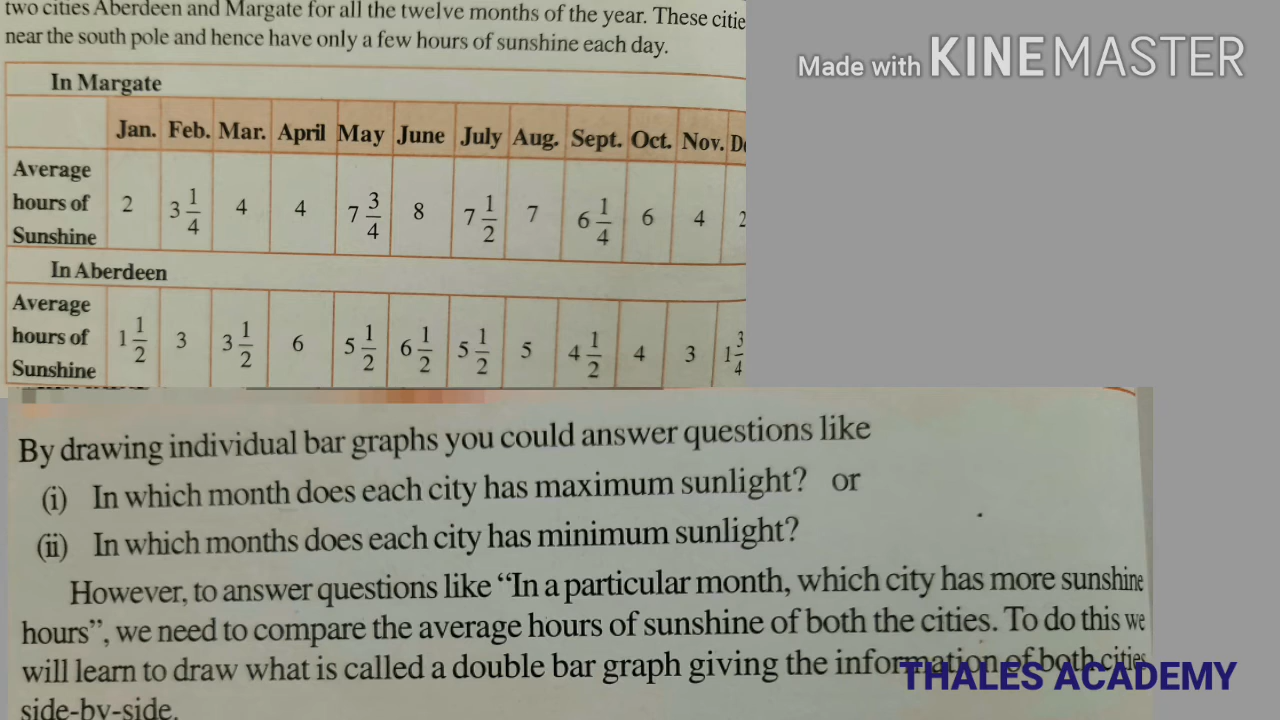 two cities Aberdeen and Margate for all the twelve months of the year. These citie
near the south pole and hence have only a few hours of sunshine each day.
Made with KINEMASTER
In Margate
Jan. Feb. Mar. April May June July Aug. Sept. Oct. Nov. De
Average hours of Sunshine 2 3 1/4 4 4 7 3/4 8 7 1/2 7 6 1/4 6 4 2
In Aberdeen
Average hours of Sunshine 1 1/2 3 3 1/2 6 5 1/2 6 1/2 5 1/2 5 4 1/2 4 3 1 3/4
By drawing individual bar graphs you could answer questions like
(i) In which month does each city has maximum sunlight? or
(ii) In which months does each city has minimum sunlight?
However, to answer questions like “In a particular month, which city has more sunshine
hours”, we need to compare the average hours of sunshine of both the cities. To do this we
will learn to draw what is called a double bar graph giving the information of both cities
side-by-side.
THALES ACADEMY